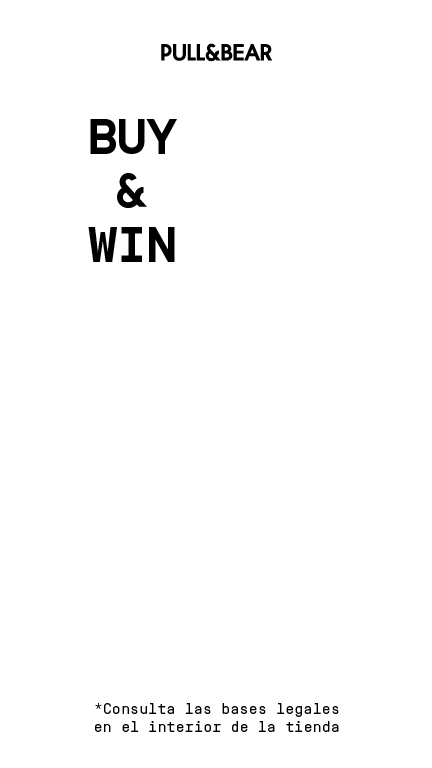 PULL&BEAR
BUY
&
WIN
*Consulta las bases legales
en el interior de la tienda